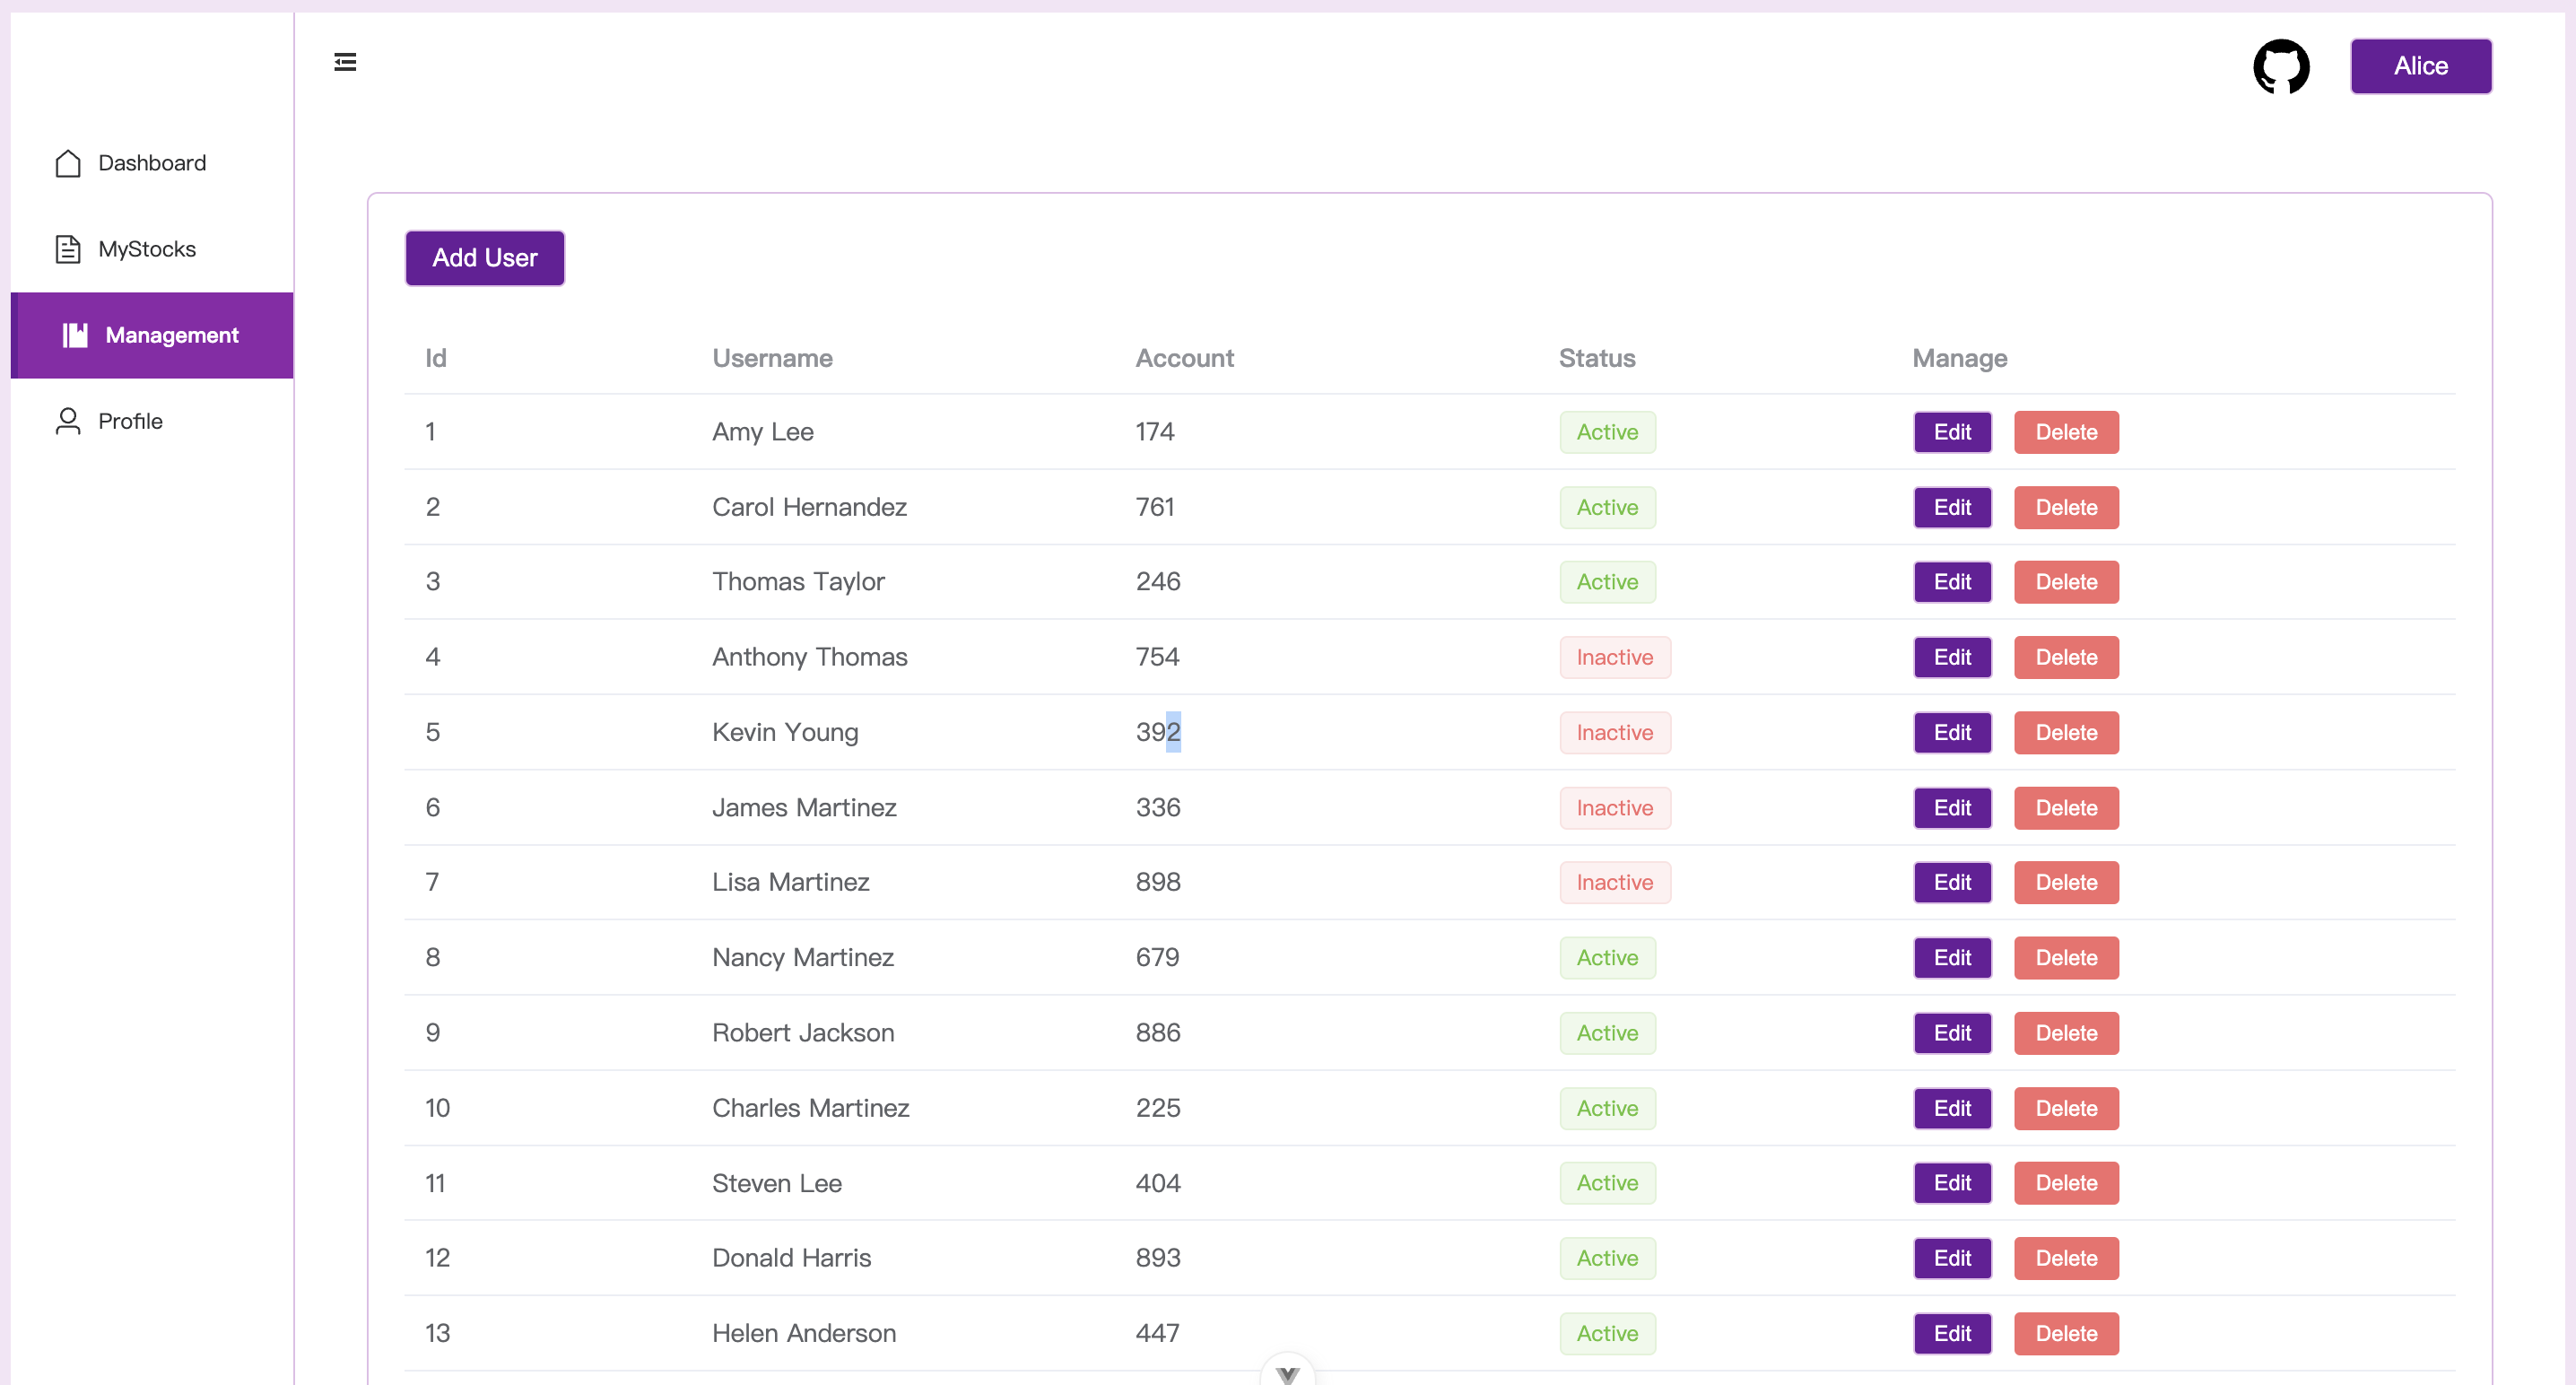 Alice
Dashboard
MyStocks
Management
Profile
Add User
Id Username Account Status Manage
1 Amy Lee 174 Active Edit Delete
2 Carol Hernandez 761 Active Edit Delete
3 Thomas Taylor 246 Active Edit Delete
4 Anthony Thomas 754 Inactive Edit Delete
5 Kevin Young 392 Inactive Edit Delete
6 James Martinez 336 Inactive Edit Delete
7 Lisa Martinez 898 Inactive Edit Delete
8 Nancy Martinez 679 Active Edit Delete
9 Robert Jackson 886 Active Edit Delete
10 Charles Martinez 225 Active Edit Delete
11 Steven Lee 404 Active Edit Delete
12 Donald Harris 893 Active Edit Delete
13 Helen Anderson 447 Active Edit Delete